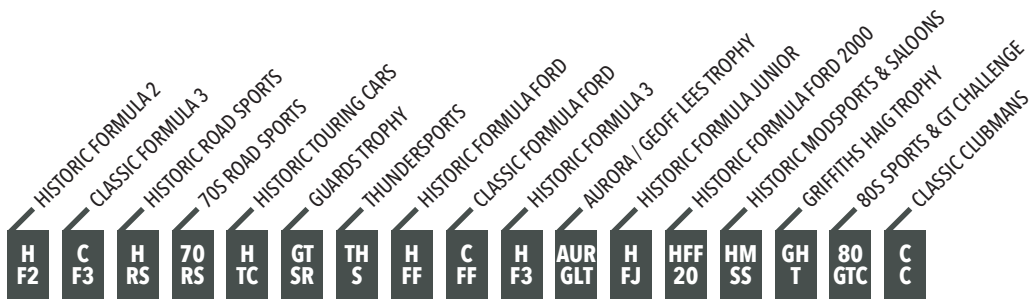 HISTORIC FORMULA 2
CLASSIC FORMULA 3
HISTORIC ROAD SPORTS
70S ROAD SPORTS
HISTORIC TOURING CARS
GUARDS TROPHY
THUNDERSPORTS
HISTORIC FORMULA FORD
CLASSIC FORMULA FORD
HISTORIC FORMULA 3
AURORA / GEOFF LEES TROPHY
HISTORIC FORMULA JUNIOR
HISTORIC FORMULA FORD 2000
HISTORIC MODSPORTS & SALOONS
GRIFFITHS HAIG TROPHY
80S SPORTS & GT CHALLENGE
CLASSIC CLUBMANS
H C H 70 H GT TH H C H AUR H HFF HM GH 80 C
F2 F3 RS RS TC SR S FF FF F3 GLT FJ 20 SS T GTC C